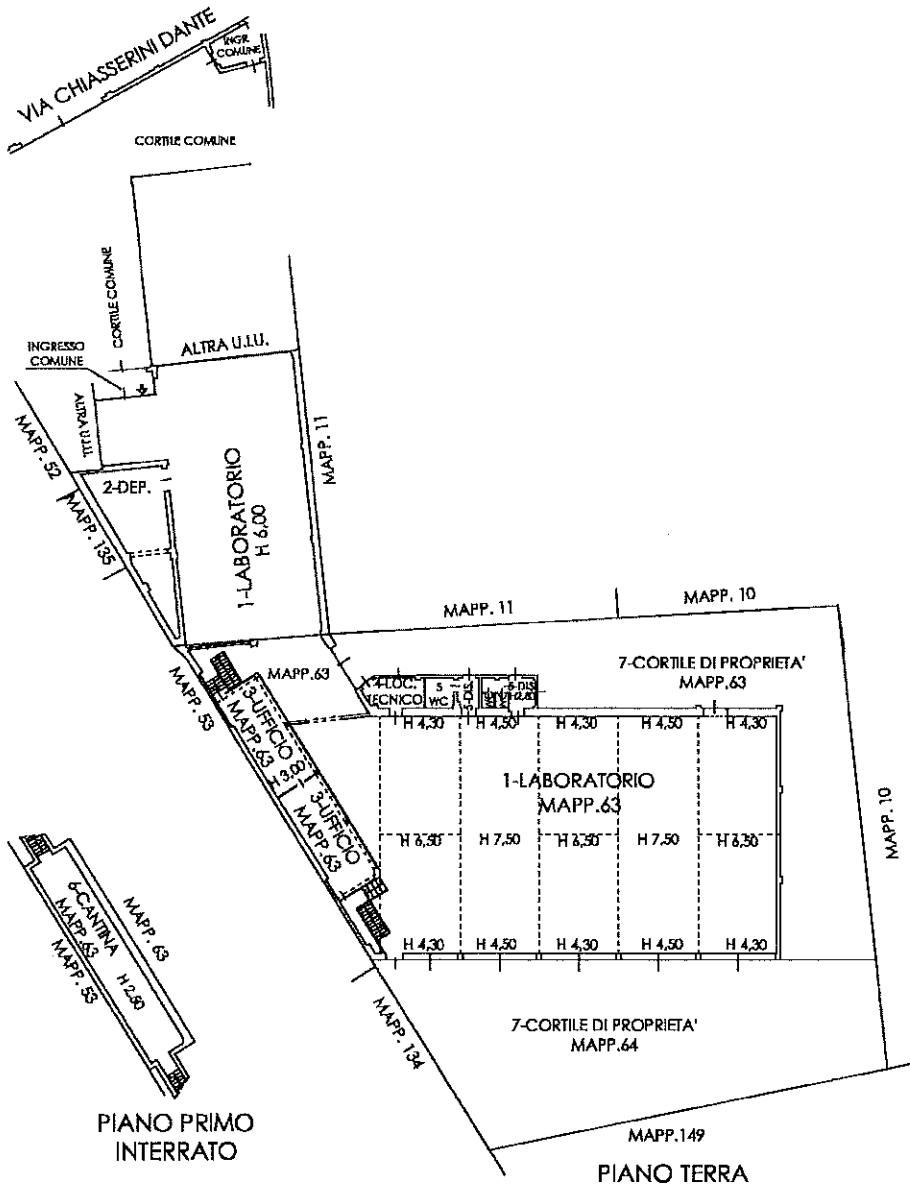 VIA CHIASSERINI DANTE
INGR.
COMUNE
CORTILE COMUNE
CORTILE COMUNE
INGRESSO
COMUNE
ALTRA U.I.U.
ALTRA U.I.U.
MAPP. 52
MAPP. 11
2-DEP.
1-LABORATORIO
H 6,00
MAPP. 135
MAPP. 11
MAPP. 10
MAPP.63
7-CORTILE DI PROPRIETA'
MAPP.63
4-LOC.
TECNICO
5
WC
5-DIS.
5-DIS.
MAPP. 53
3-UFFICIO
MAPP.63
H 3,00
3-UFFICIO
MAPP.63
H 4,30
H 4,50
H 4,30
H 4,50
H 4,30
1-LABORATORIO
MAPP.63
H 6,50
H 7,50
H 6,50
H 7,50
H 6,50
MAPP. 10
H 4,30
H 4,50
H 4,30
H 4,50
H 4,30
6-CANTINA
MAPP.63
MAPP. 63
MAPP. 53
H 2,50
MAPP. 134
7-CORTILE DI PROPRIETA'
MAPP.64
PIANO PRIMO
INTERRATO
MAPP.149
PIANO TERRA